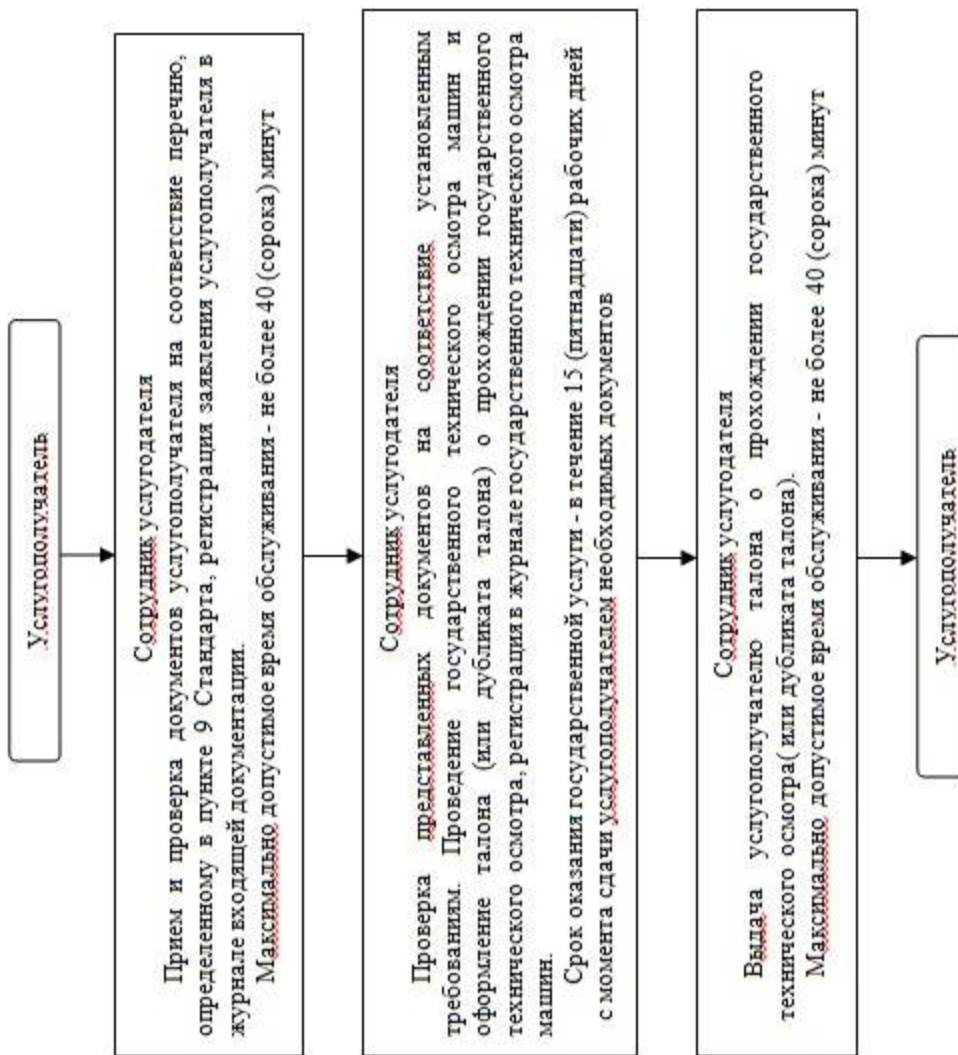 Услугополучатель
Сотрудник услугодателя
Прием и проверка документов услугополучателя на соответствие перечню,
определенному в пункте 9 Стандарта, регистрация заявления услугополучателя в
журнале входящей документации.
Максимально допустимое время обслуживания - не более 40 (сорока) минут
Сотрудник услугодателя
Проверка представленных документов на соответствие установленным
требованиям. Проведение государственного технического осмотра машин и
оформление талона (или дубликата талона) о прохождении государственного
технического осмотра, регистрация в журнале государственного технического осмотра
машин.
Срок оказания государственной услуги - в течение 15 (пятнадцати) рабочих дней
с момента сдачи услугополучателем необходимых документов
Сотрудник услугодателя
Выдача услугополучателю талона о прохождении государственного
технического осмотра( или дубликата талона).
Максимально допустимое время обслуживания - не более 40 (сорока) минут
Услугополучатель